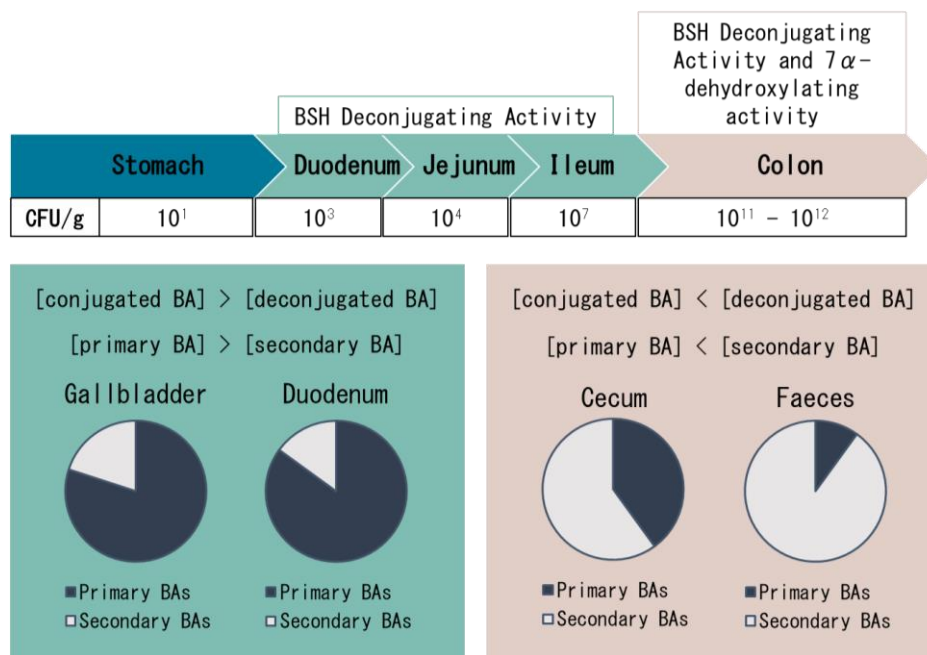 BSH Deconjugating
Activity and 7α-
dehydroxylating
activity
BSH Deconjugating Activity
Stomach
Duodenum
Jejunum
Ileum
Colon
CFU/g
10¹
10³
10⁴
10⁷
10¹¹ – 10¹²
[conjugated BA] > [deconjugated BA]
[primary BA] > [secondary BA]
Gallbladder
Duodenum
Primary BAs
Secondary BAs
Primary BAs
Secondary BAs
[conjugated BA] < [deconjugated BA]
[primary BA] < [secondary BA]
Cecum
Faeces
Primary BAs
Secondary BAs
Primary BAs
Secondary BAs